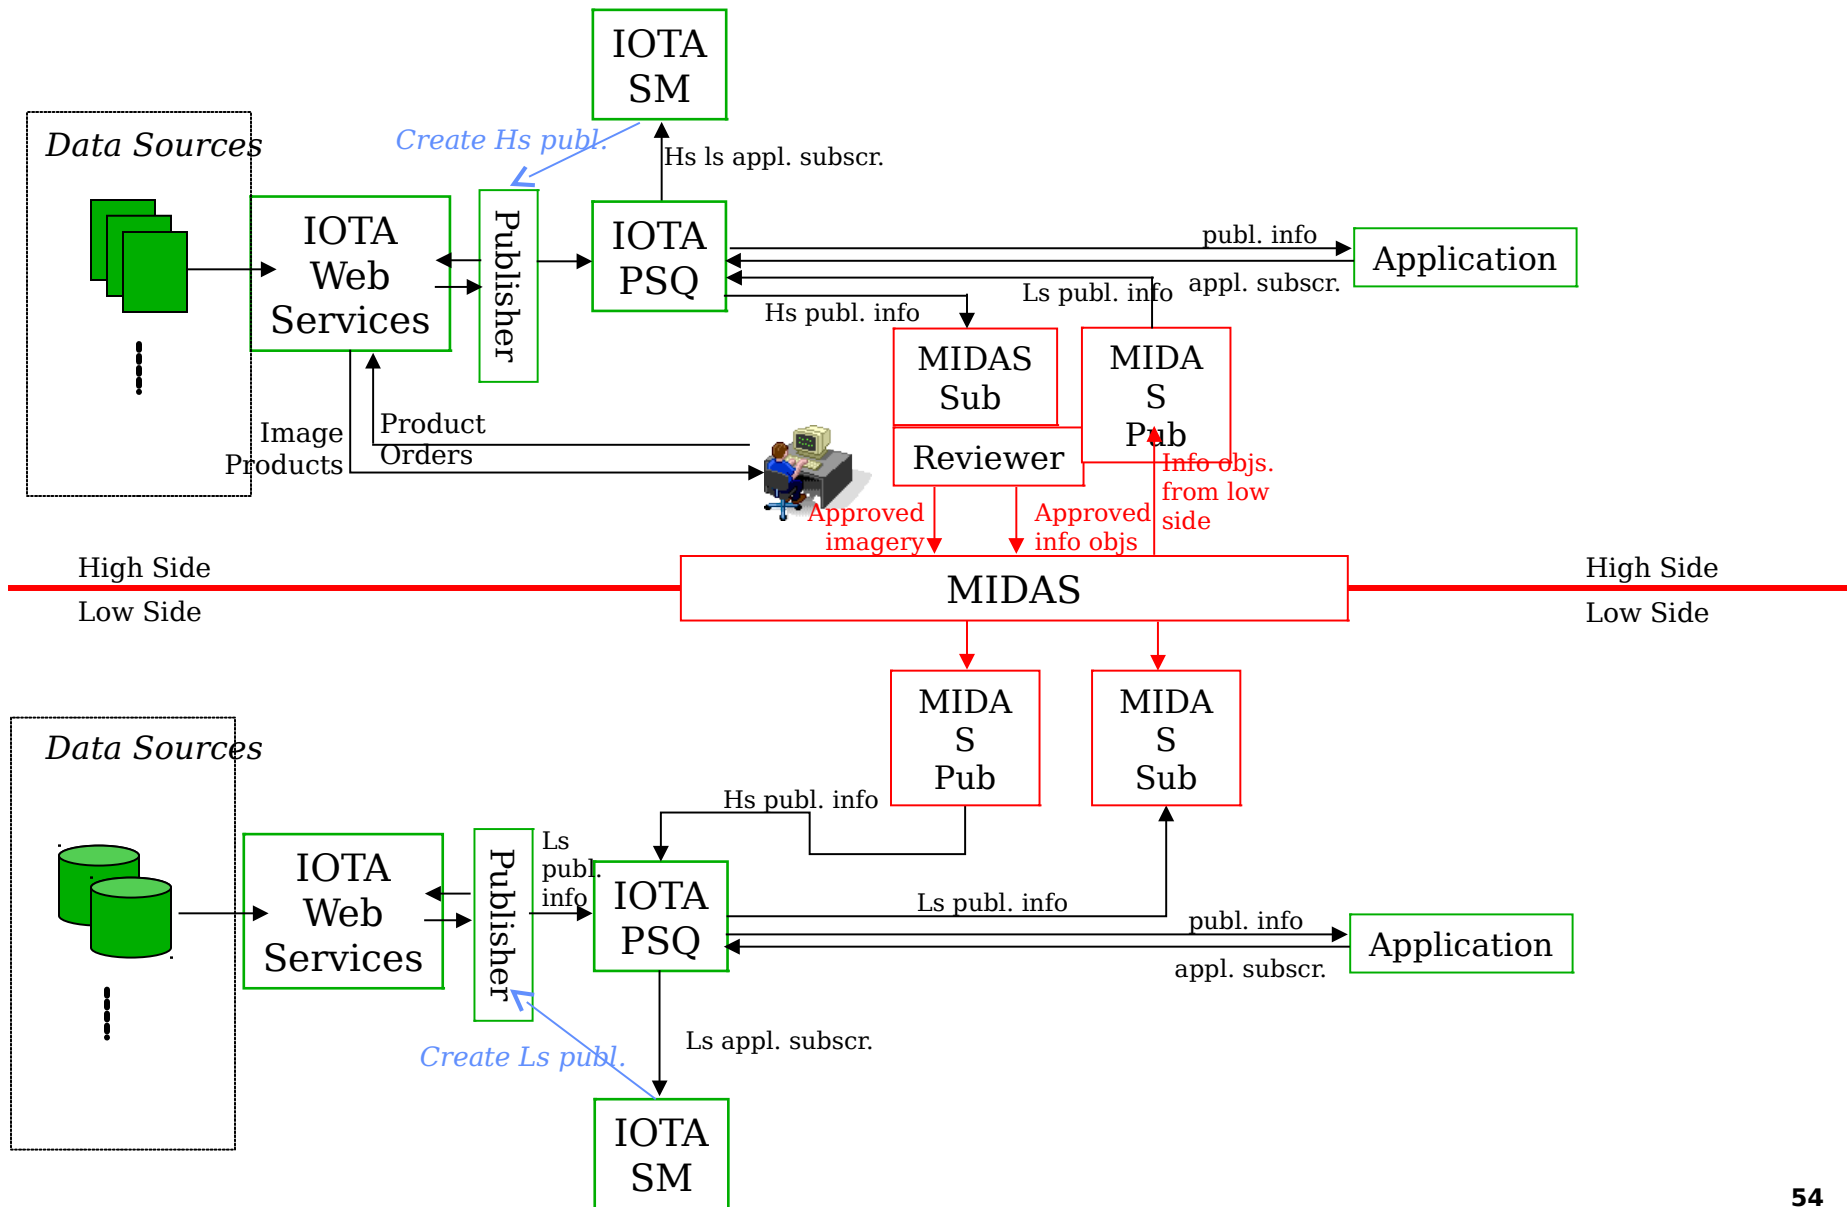 IOTA
SM
Data Sources
Create Hs publ.
Hs ls appl. subscr.
IOTA
Web
Services
Publisher
IOTA
PSQ
publ. info
Application
appl. subscr.
Ls publ. info
Hs publ. info
MIDAS
Sub
MIDA
S
Pub
Reviewer
Image
Products
Product
Orders
Info objs.
from low
side
Approved
imagery
Approved
info objs
High Side
Low Side
MIDAS
High Side
Low Side
MIDA
S
Pub
MIDA
S
Sub
Data Sources
Hs publ. info
IOTA
Web
Services
Publisher
Ls
publ.
info
IOTA
PSQ
Ls publ. info
publ. info
Application
appl. subscr.
Ls appl. subscr.
Create Ls publ.
IOTA
SM
54